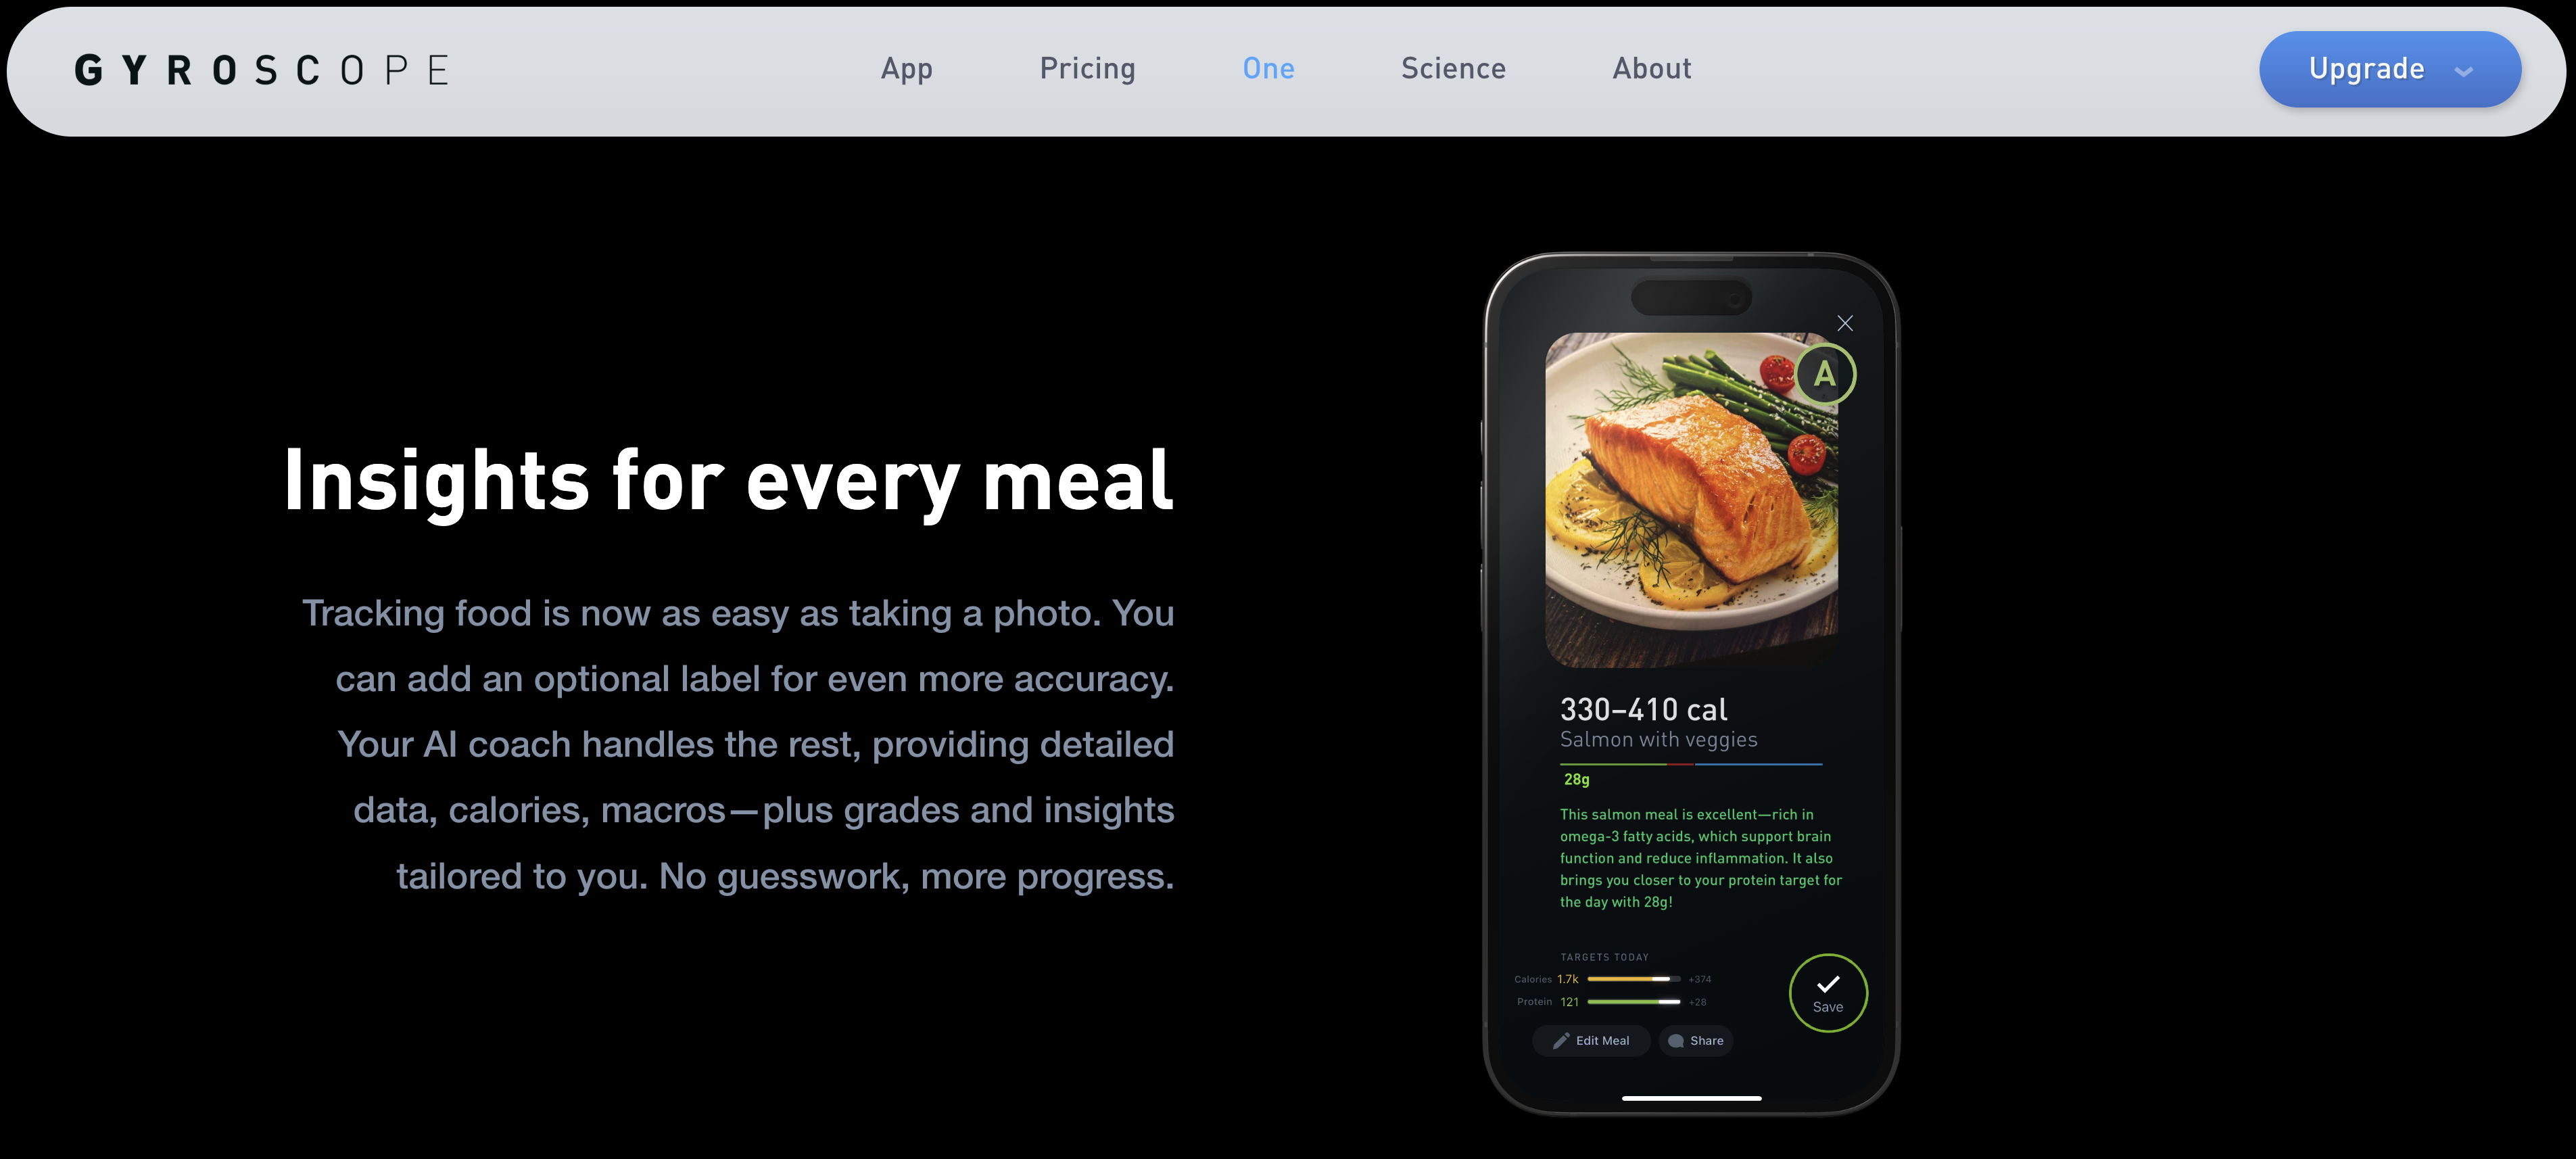 GYROSCOPE
App
Pricing
One
Science
About
Upgrade
Insights for every meal
Tracking food is now as easy as taking a photo. You
can add an optional label for even more accuracy.
Your AI coach handles the rest, providing detailed
data, calories, macros—plus grades and insights
tailored to you. No guesswork, more progress.
A
330–410 cal
Salmon with veggies
28g
This salmon meal is excellent—rich in
omega-3 fatty acids, which support brain
function and reduce inflammation. It also
brings you closer to your protein target for
the day with 28g!
TARGETS TODAY
Calories 1.7k +374
Protein 121 +28
Save
Edit Meal
Share